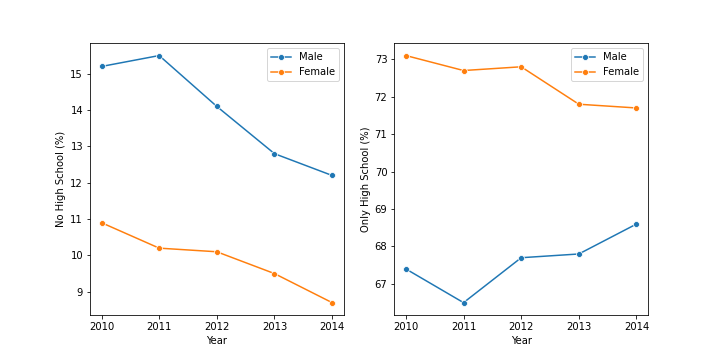 No High School (%)
15
14
13
12
11
10
9
2010 2011 2012 2013 2014
Year
Male
Female
Only High School (%)
73
72
71
70
69
68
67
2010 2011 2012 2013 2014
Year
Male
Female